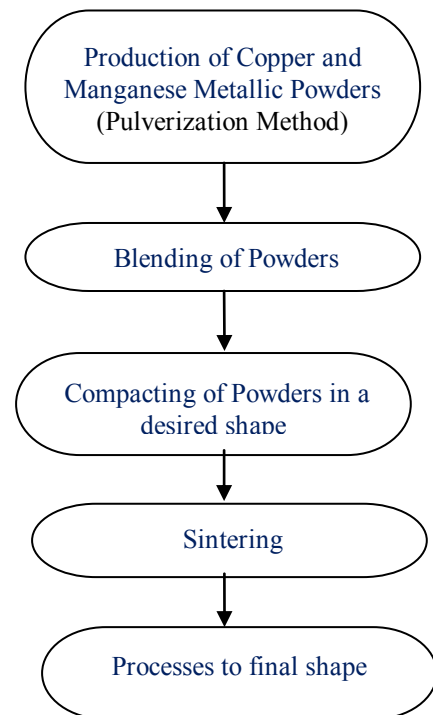 Production of Copper and
Manganese Metallic Powders
(Pulverization Method)
Blending of Powders
Compacting of Powders in a
desired shape
Sintering
Processes to final shape